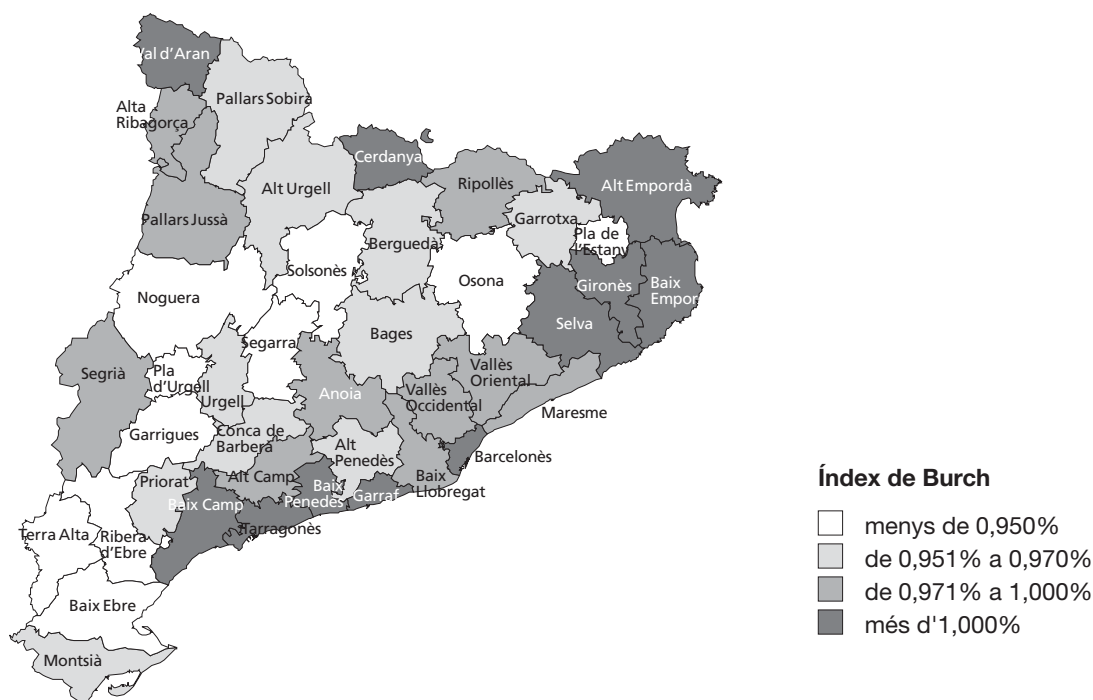 Val d'Aran
Pallars Sobirà
Alta
Ribagorça
Cerdanya
Ripollès
Alt Empordà
Alt Urgell
Garrotxa
Pallars Jussà
Pla de
l'Estany
Berguedà
Solsonès
Osona
Gironès
Baix
Empor
Noguera
Selva
Bages
Segarra
Vallès
Oriental
Segrià
Pla
d'Urgell
Anoia
Vallès
Occidental
Urgell
Maresme
Garrigues
Conca de
Barberà
Alt
Penedès
Barcelonès
Priorat
Alt Camp
Baix
Llobregat
Baix
Penedès
Garraf
Baix Camp
Tarragonès
Terra Alta
Ribera
d'Ebre
Baix Ebre
Montsià
Índex de Burch
menys de 0,950%
de 0,951% a 0,970%
de 0,971% a 1,000%
més d'1,000%